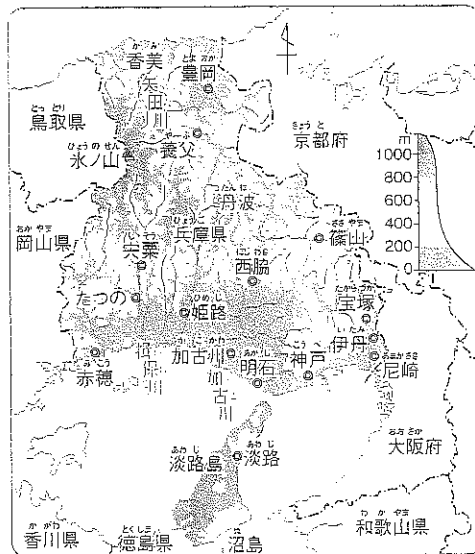 香美
豊岡
矢田川
鳥取県
養父
京都府
氷ノ山
丹波
岡山県
宍粟
兵庫県
篠山
西脇
たつの
姫路
宝塚
赤穂
揖保川
加古川
加古川
明石
神戸
伊丹
尼崎
淡路島
淡路
大阪府
香川県
徳島県
沼島
和歌山県
m
1000
800
600
400
200
0